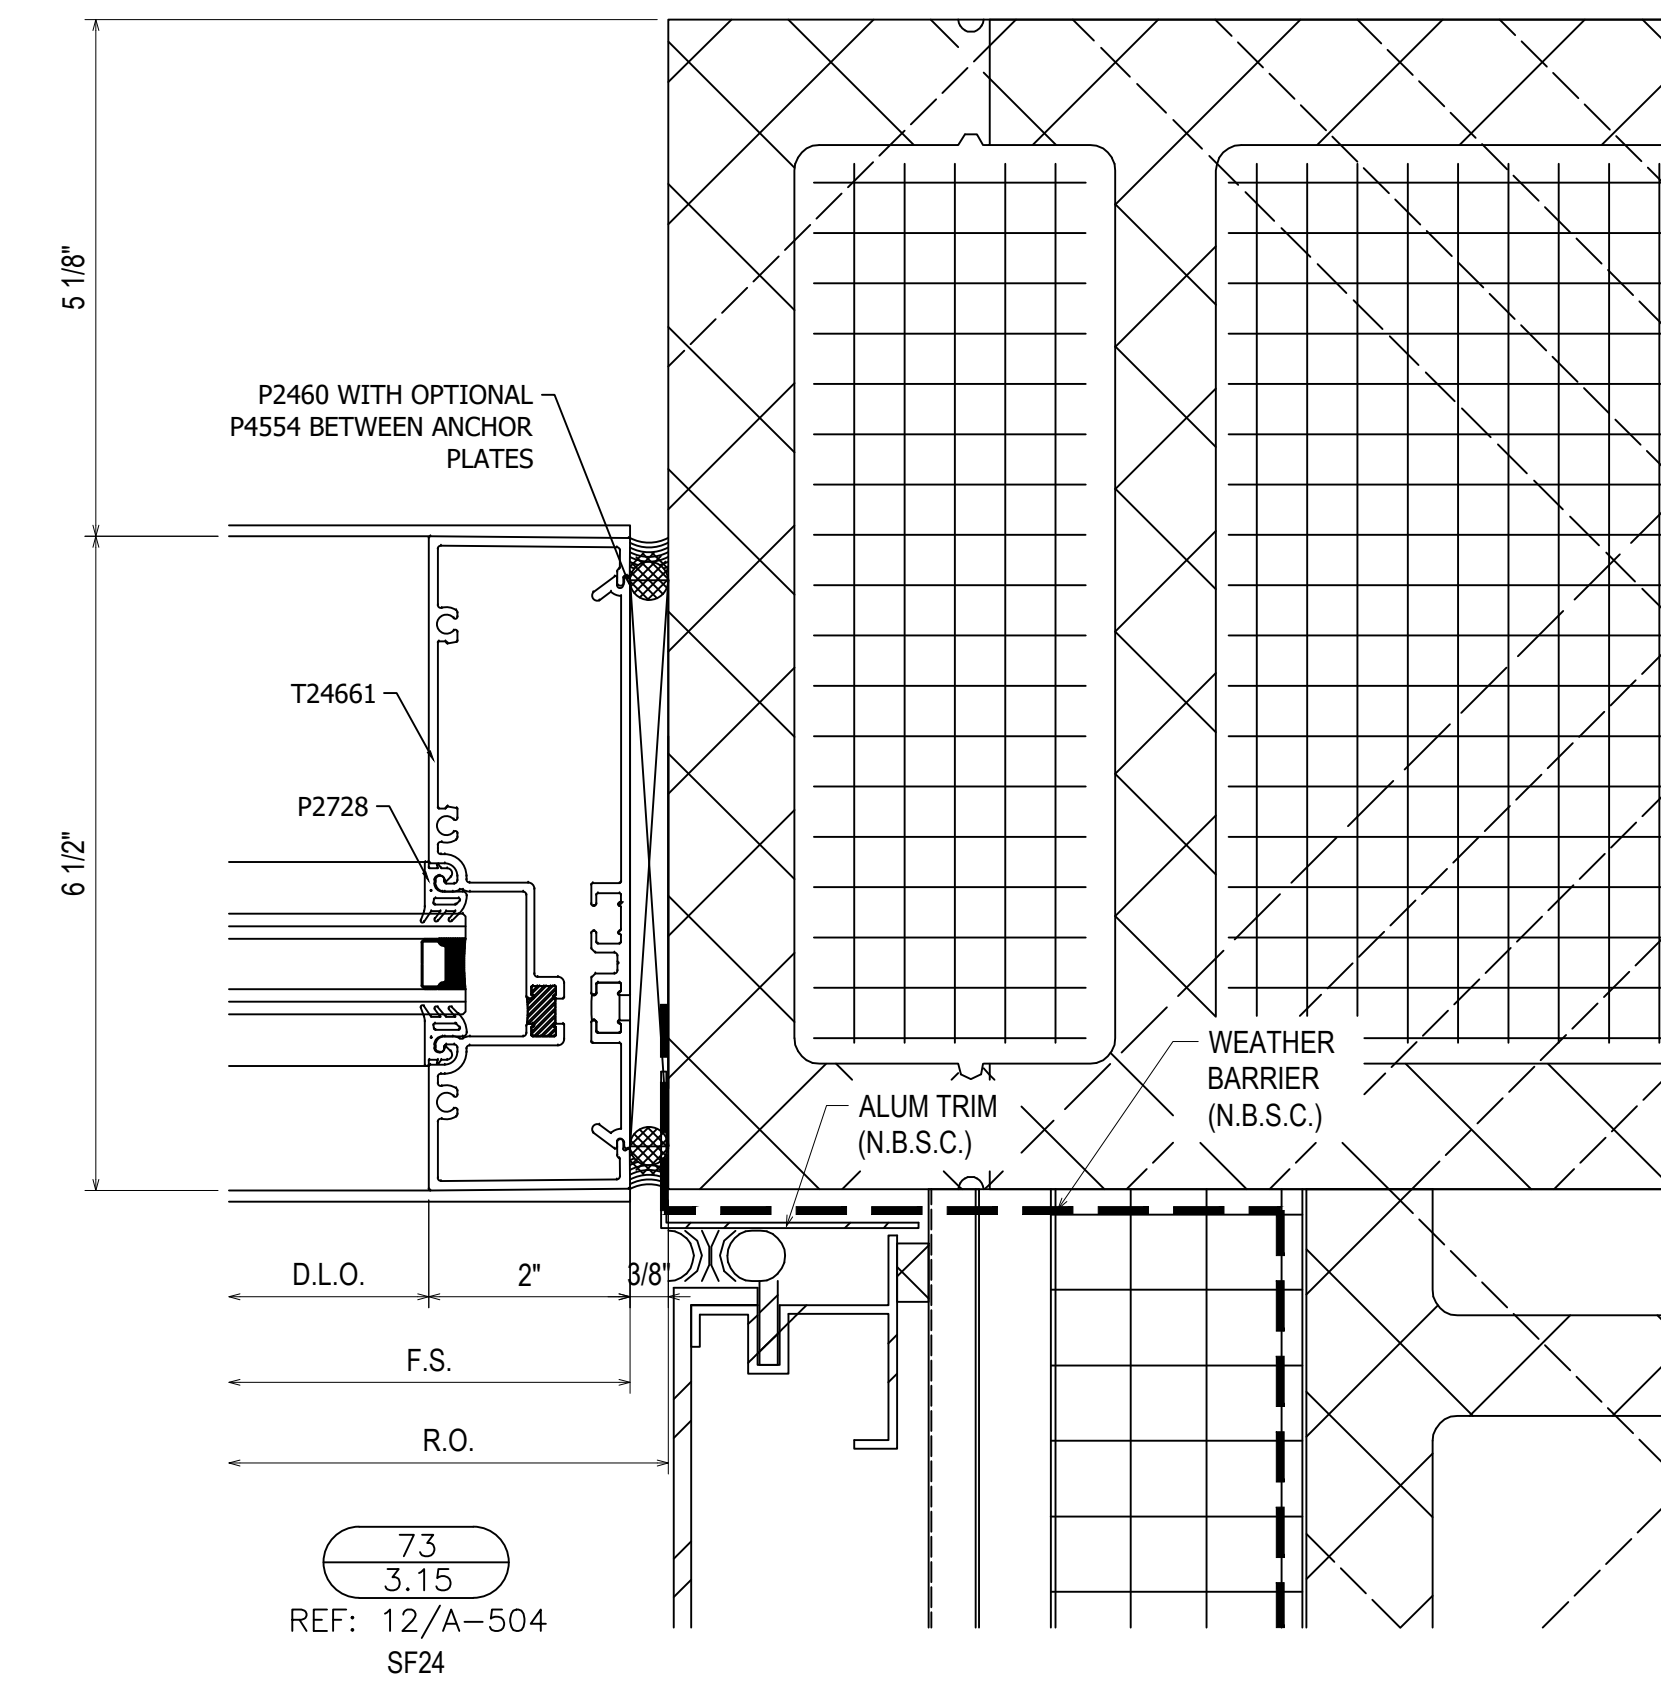 5 1/8"
P2460 WITH OPTIONAL
P4554 BETWEEN ANCHOR
PLATES
T24661
P2728
6 1/2"
WEATHER
BARRIER
(N.B.S.C.)
ALUM TRIM
(N.B.S.C.)
D.L.O.
2"
3/8"
F.S.
R.O.
73
3.15
REF: 12/A-504
SF24